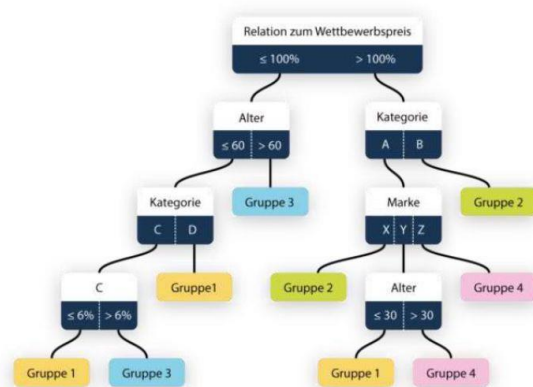 Relation zum Wettbewerbspreis
≤ 100% > 100%
Alter
≤ 60 > 60
Kategorie
A B
Kategorie
C D
Gruppe 3
Marke
X Y Z
Gruppe 2
C
≤ 6% > 6%
Gruppe1
Gruppe 2
Alter
≤ 30 > 30
Gruppe 4
Gruppe 1
Gruppe 3
Gruppe 1
Gruppe 4